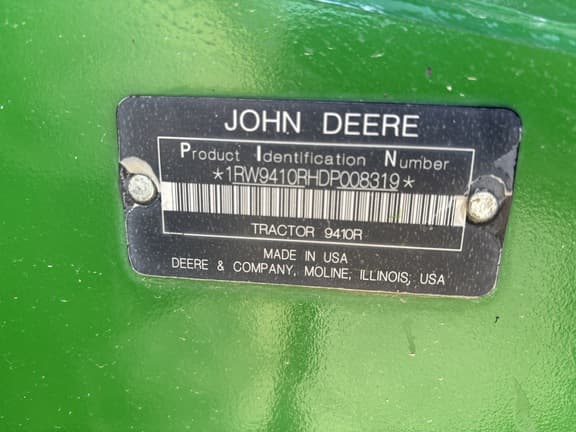 JOHN DEERE
Product Identification Number
*1RW9410RHDP008319*
TRACTOR 9410R
MADE IN USA
DEERE & COMPANY, MOLINE, ILLINOIS, USA